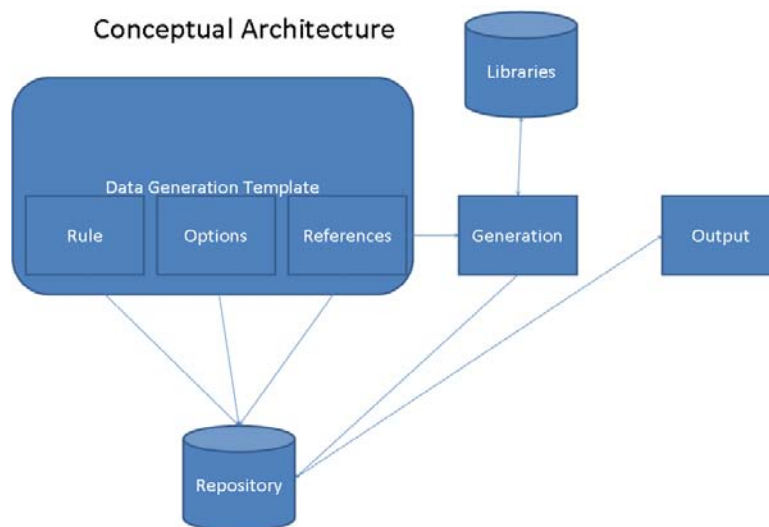 Conceptual Architecture
Libraries
Data Generation Template
Rule
Options
References
Generation
Output
Repository